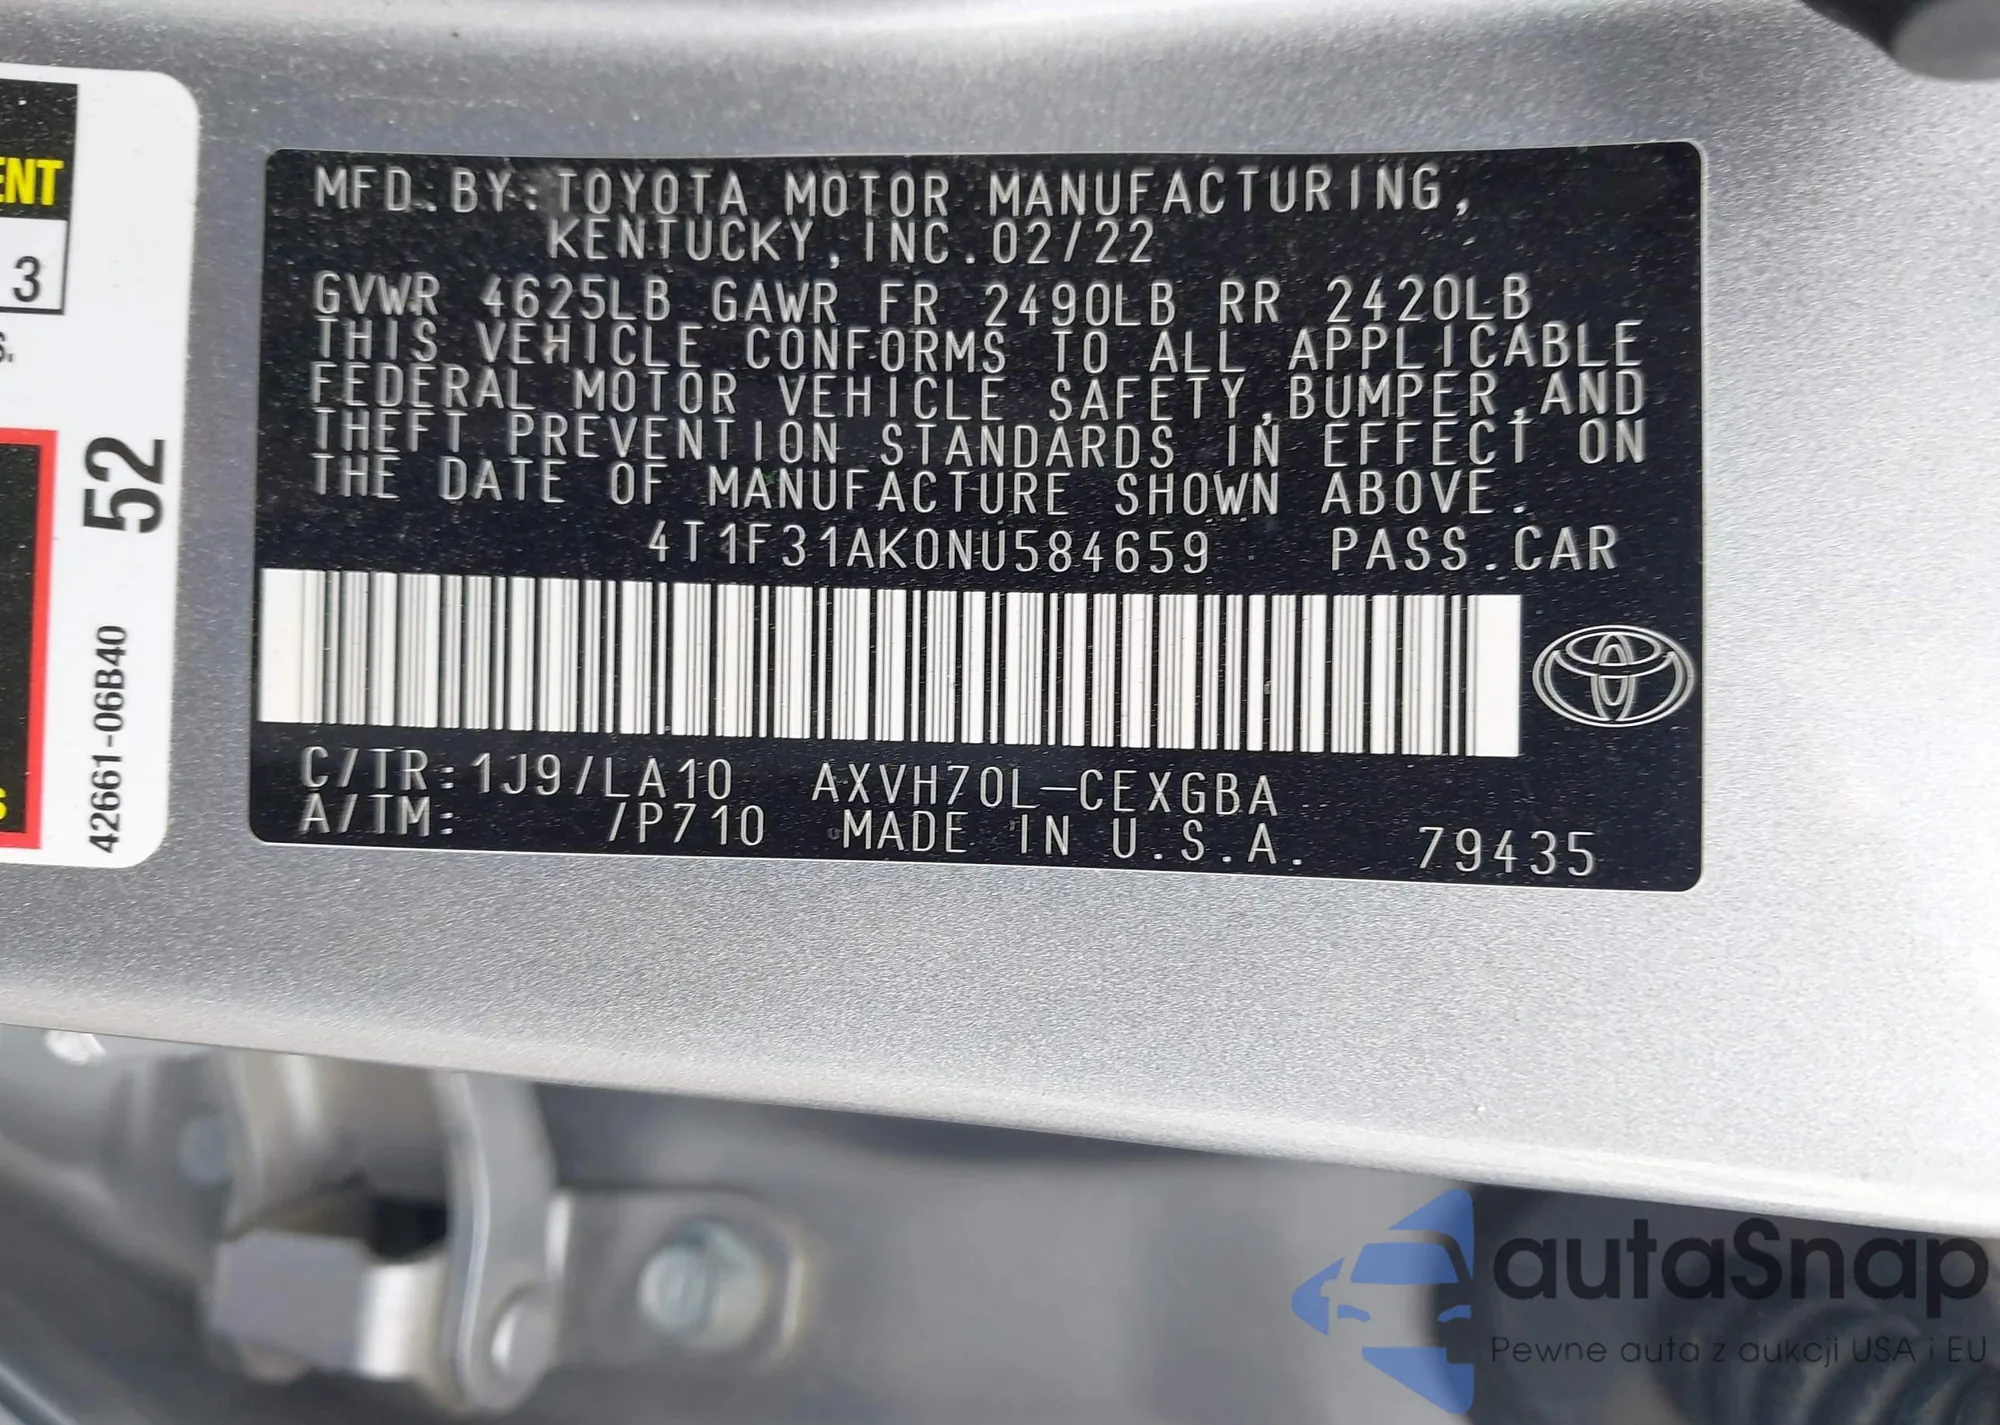 ENT
3
S.
52
42661-06B40
MFD.BY:TOYOTA MOTOR MANUFACTURING,
KENTUCKY,INC.02/22
GVWR 4625LB GAWR FR 2490LB RR 2420LB
THIS VEHICLE CONFORMS TO ALL APPLICABLE
FEDERAL MOTOR VEHICLE SAFETY,BUMPER,AND
THEFT PREVENTION STANDARDS IN EFFECT ON
THE DATE OF MANUFACTURE SHOWN ABOVE.
4T1F31AK0NU584659 PASS.CAR
C/TR:1J9/LA10 AXVH70L-CEXGBA
A/TM: /P710 MADE IN U.S.A. 79435
autaSnap
Pewne auta z aukcji USA i EU